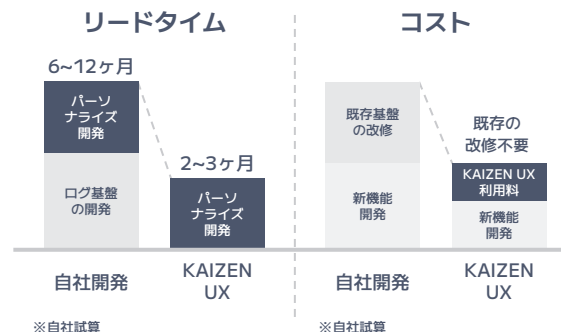 リードタイム
6~12ヶ月
パーソ
ナライズ
開発
ログ基盤
の開発
2~3ヶ月
パーソ
ナライズ
開発
自社開発
KAIZEN
UX
※自社試算
コスト
既存基盤
の改修
新機能
開発
既存の
改修不要
KAIZEN UX
利用料
新機能
開発
自社開発
KAIZEN
UX
※自社試算